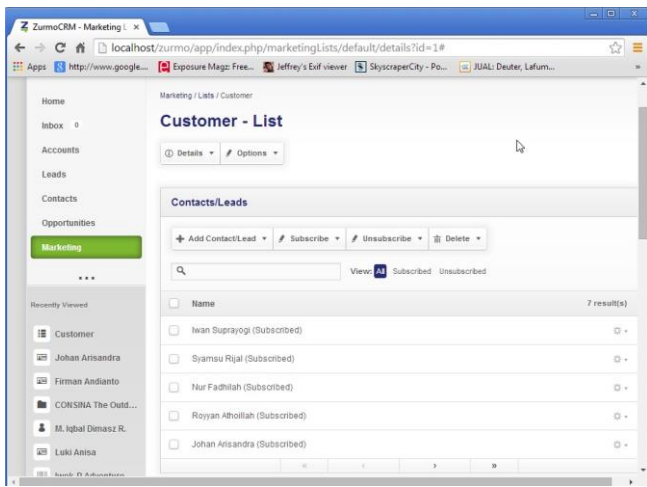 ZurmoCRM - Marketing L
localhost/zurmo/app/index.php/marketingLists/default/details?id=1#
Apps http://www.google.... Exposure Magz: Free... Jeffrey's Exif viewer SkyscraperCity - Po... JUAL: Deuter, Lafum...
Home
Inbox 0
Accounts
Leads
Contacts
Opportunities
Marketing
...
Recently Viewed
Customer
Johan Arisandra
Firman Andianto
CONSINA The Outd...
M. Iqbal Dimasz R.
Luki Anisa
Marketing / Lists / Customer
Customer - List
Details Options
Contacts/Leads
Add Contact/Lead Subscribe Unsubscribe Delete
View: All Subscribed Unsubscribed
Name 7 result(s)
Iwan Suprayogi (Subscribed)
Syamsu Rijal (Subscribed)
Nur Fadhilah (Subscribed)
Royyan Athoillah (Subscribed)
Johan Arisandra (Subscribed)